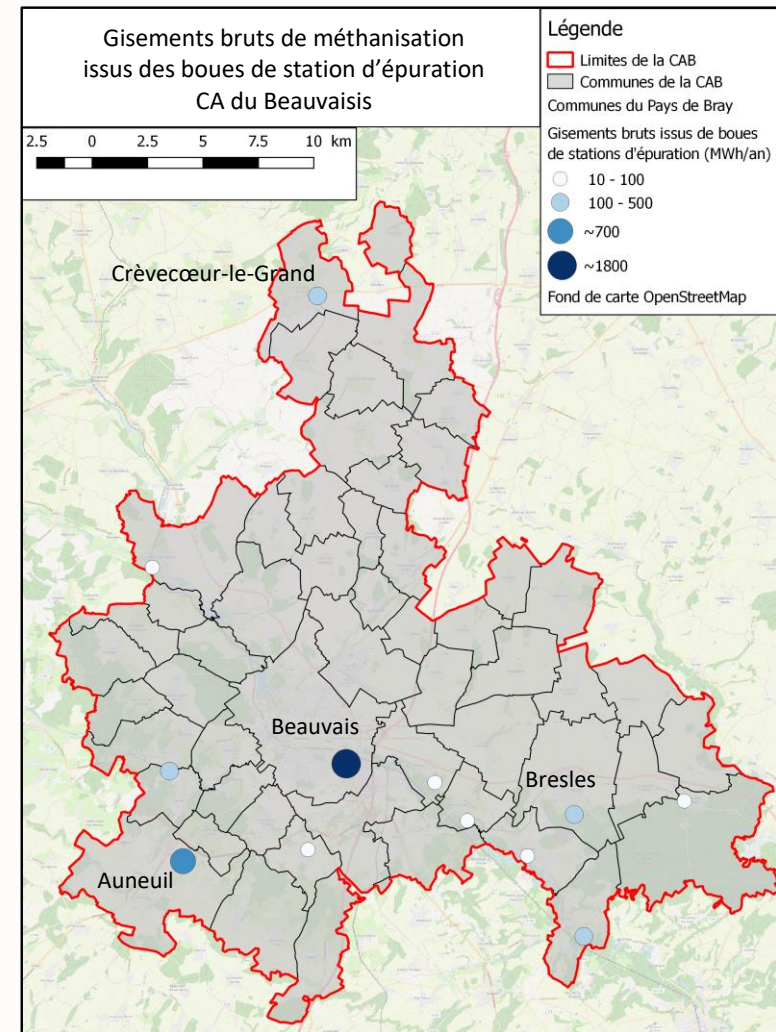 Gisements bruts de méthanisation
issus des boues de station d'épuration
CA du Beauvaisis
2.5 0 2.5 5 7.5 10 km
Légende
Limites de la CAB
Communes de la CAB
Communes du Pays de Bray
Gisements bruts issus de boues
de stations d'épuration (MWh/an)
10 - 100
100 - 500
~700
~1800
Fond de carte OpenStreetMap
Crèvecœur-le-Grand
Beauvais
Bresles
Auneuil